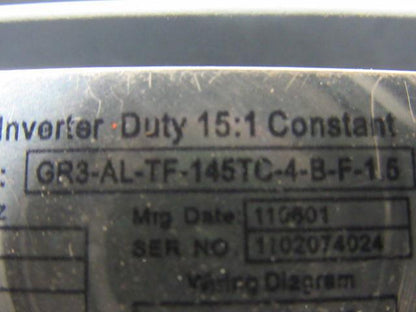 Inverter Duty 15:1 Constant
: GR3-AL-TF-145TC-4-B-F-1.5
z Mfg Date: 110601
SER NO. 1102074024
Wiring Diagram